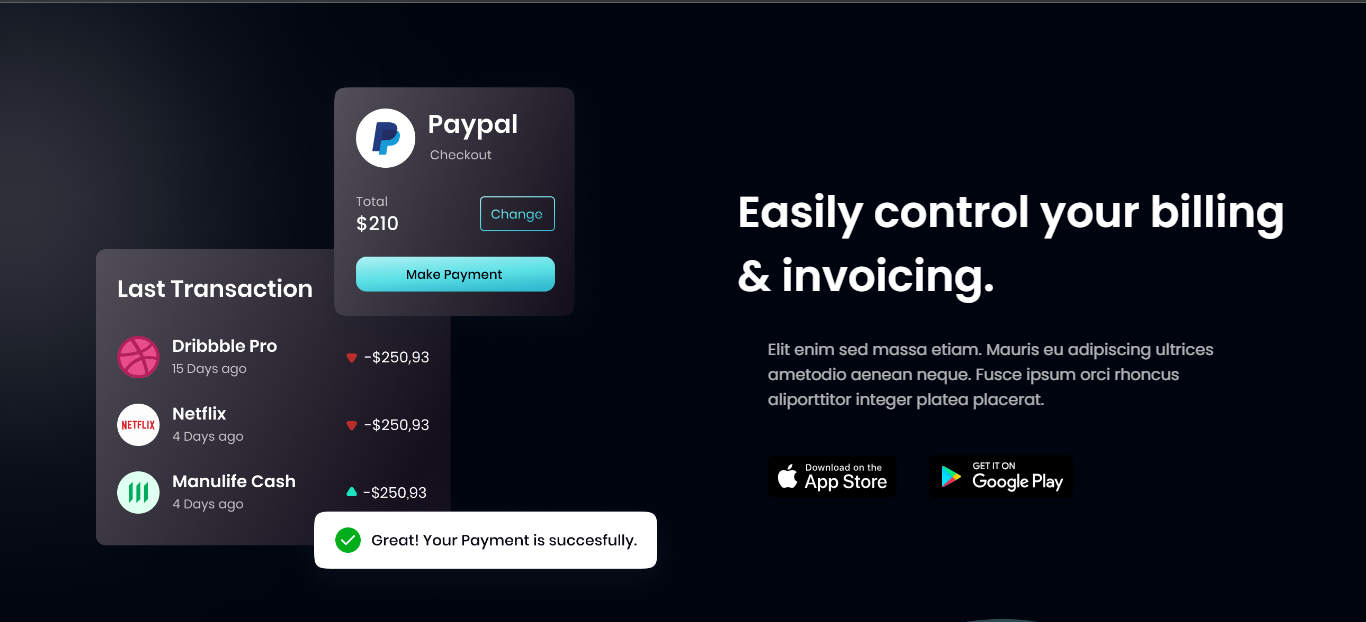 Paypal
Checkout
Total
$210
Change
Make Payment
Last Transaction
Dribbble Pro
15 Days ago
-$250,93
NETFLIX
Netflix
4 Days ago
-$250,93
Manulife Cash
4 Days ago
-$250,93
Great! Your Payment is succesfully.
Easily control your billing
& invoicing.
Elit enim sed massa etiam. Mauris eu adipiscing ultrices
ametodio aenean neque. Fusce ipsum orci rhoncus
aliporttitor integer platea placerat.
Download on the
App Store
GET IT ON
Google Play